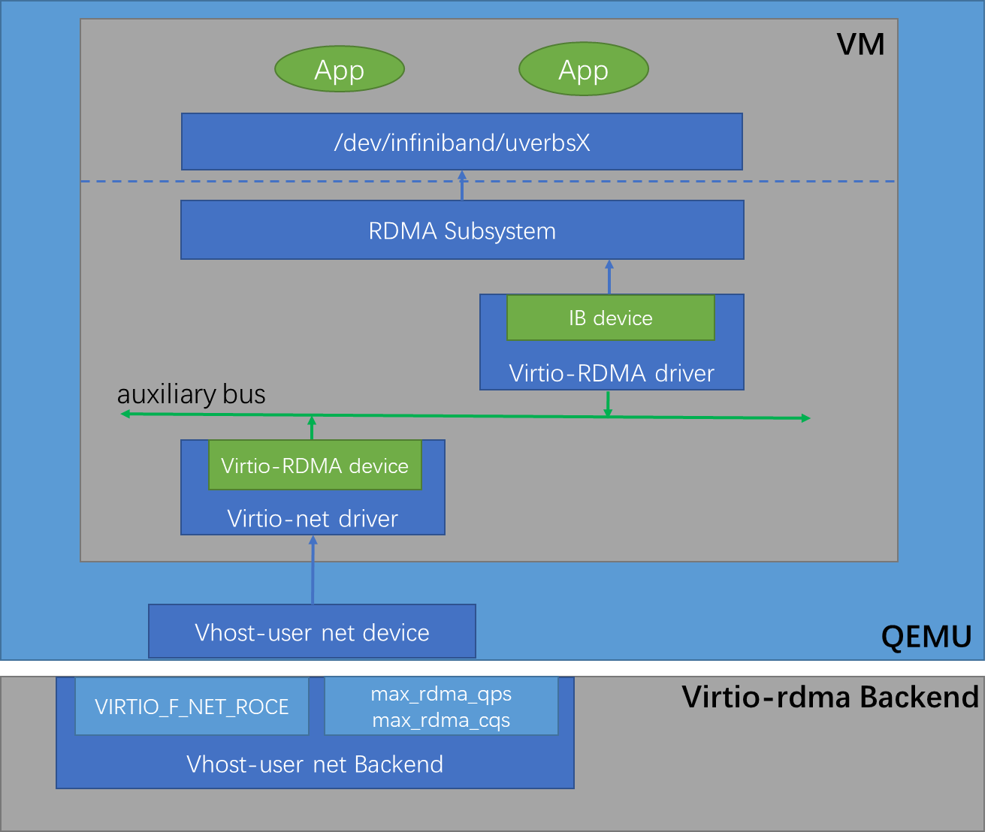 VM
App
App
/dev/infiniband/uverbsX
RDMA Subsystem
IB device
Virtio-RDMA driver
auxiliary bus
Virtio-RDMA device
Virtio-net driver
Vhost-user net device
QEMU
Virtio-rdma Backend
VIRTIO_F_NET_ROCE
max_rdma_qps
max_rdma_cqs
Vhost-user net Backend